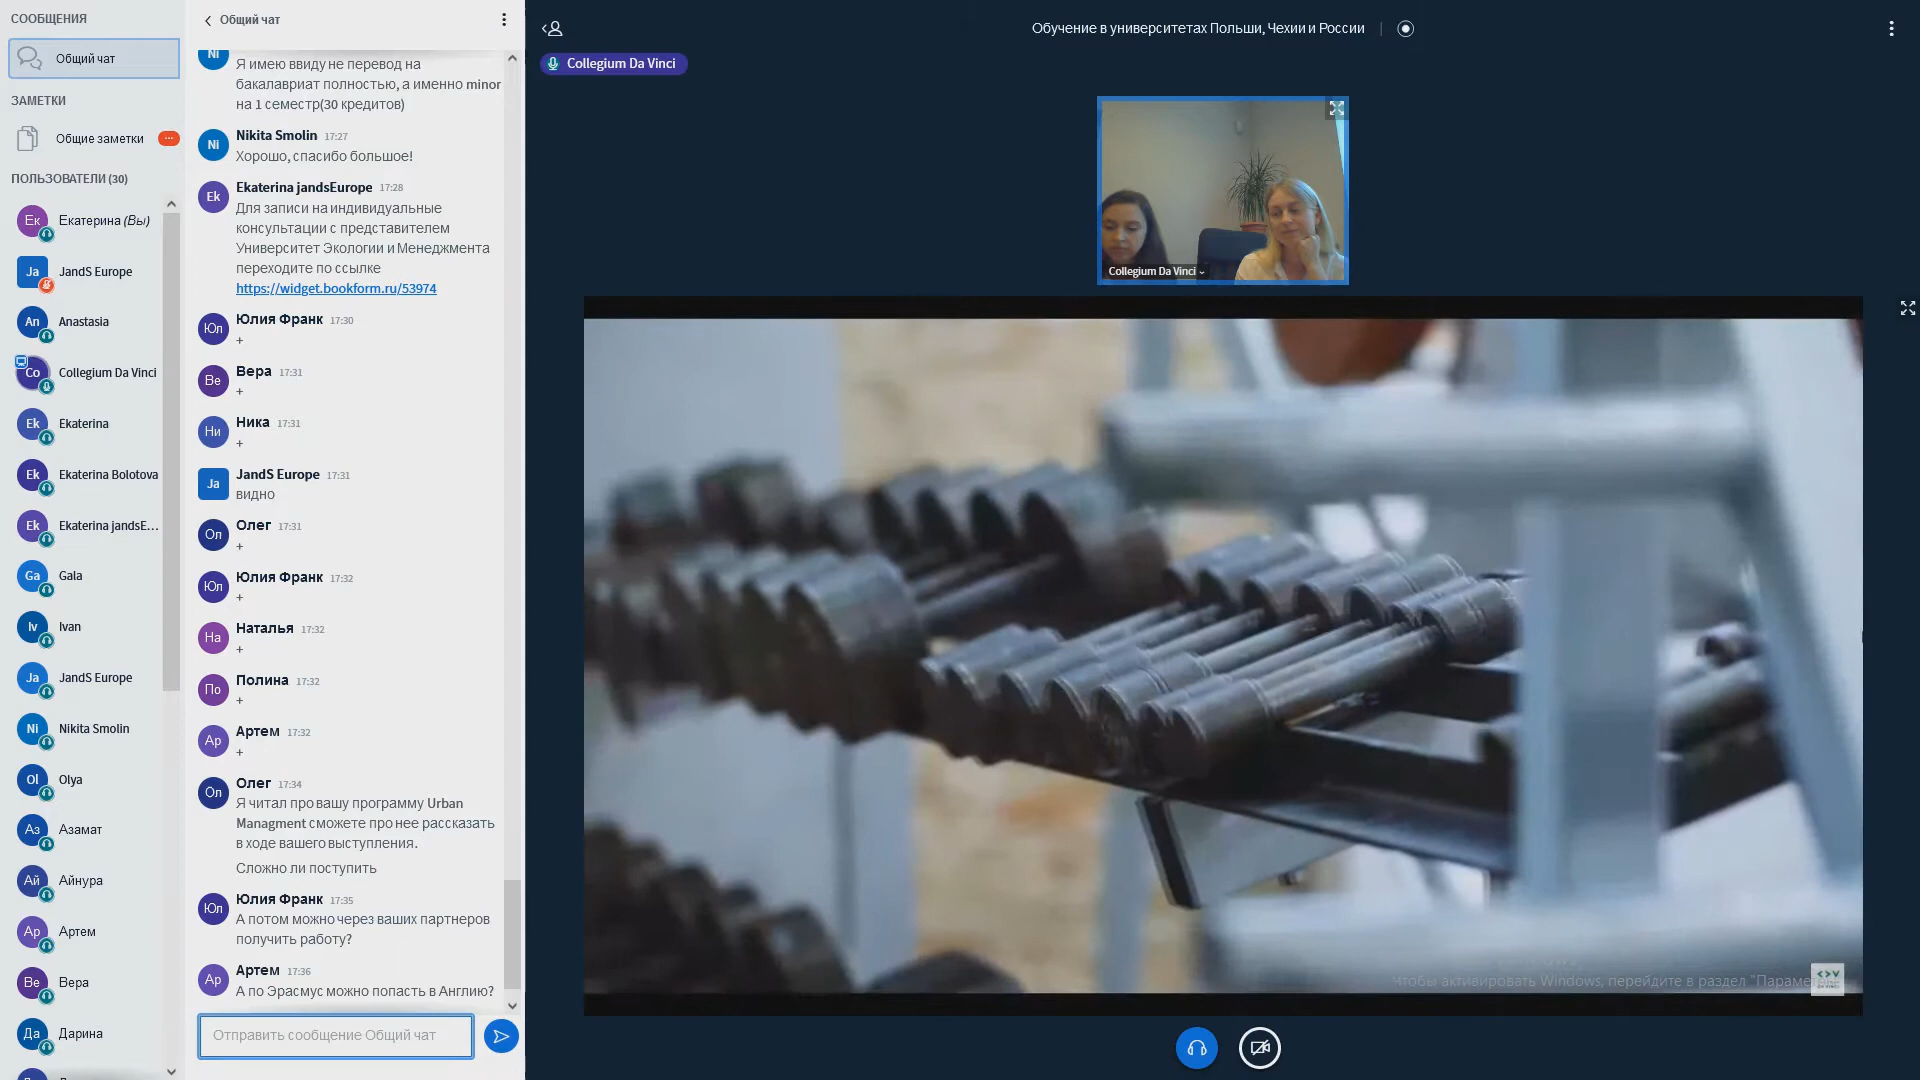 СООБЩЕНИЯ
Общий чат
ЗАМЕТКИ
Общие заметки
ПОЛЬЗОВАТЕЛИ (30)
Ек Екатерина (Вы)
Ja JandS Europe
An Anastasia
Co Collegium Da Vinci
Ek Ekaterina
Ek Ekaterina Bolotova
Ek Ekaterina jandsE...
Ga Gala
Iv Ivan
Ja JandS Europe
Ni Nikita Smolin
Ol Olya
Аз Азамат
Ай Айнура
Ар Артем
Ве Вера
Да Дарина
Общий чат
Ni
Я имею ввиду не перевод на
бакалавриат полностью, а именно minor
на 1 семестр(30 кредитов)
Ni Nikita Smolin 17:27
Хорошо, спасибо большое!
Ek Ekaterina jandsEurope 17:28
Для записи на индивидуальные
консультации с представителем
Университет Экологии и Менеджмента
переходите по ссылке
https://widget.bookform.ru/53974
Юл Юлия Франк 17:30
+
Ве Вера 17:31
+
Ни Ника 17:31
+
Ja JandS Europe 17:31
видно
Ол Олег 17:31
+
Юл Юлия Франк 17:32
+
На Наталья 17:32
+
По Полина 17:32
+
Ар Артем 17:32
+
Ол Олег 17:34
Я читал про вашу программу Urban
Managment сможете про нее рассказать
в ходе вашего выступления.
Сложно ли поступить
Юл Юлия Франк 17:35
А потом можно через ваших партнеров
получить работу?
Ар Артем 17:36
А по Эрасмус можно попасть в Англию?
Отправить сообщение Общий чат
Обучение в университетах Польши, Чехии и России
Collegium Da Vinci
Collegium Da Vinci
Чтобы активировать Windows, перейдите в раздел